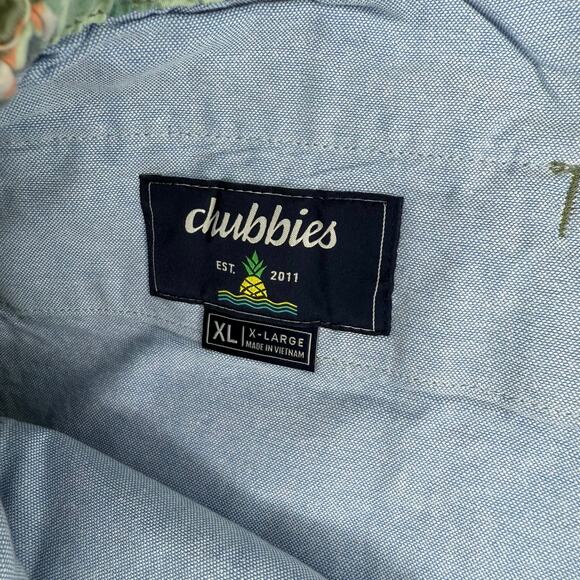 chubbies
EST. 2011
XL X-LARGE
MADE IN VIETNAM
T